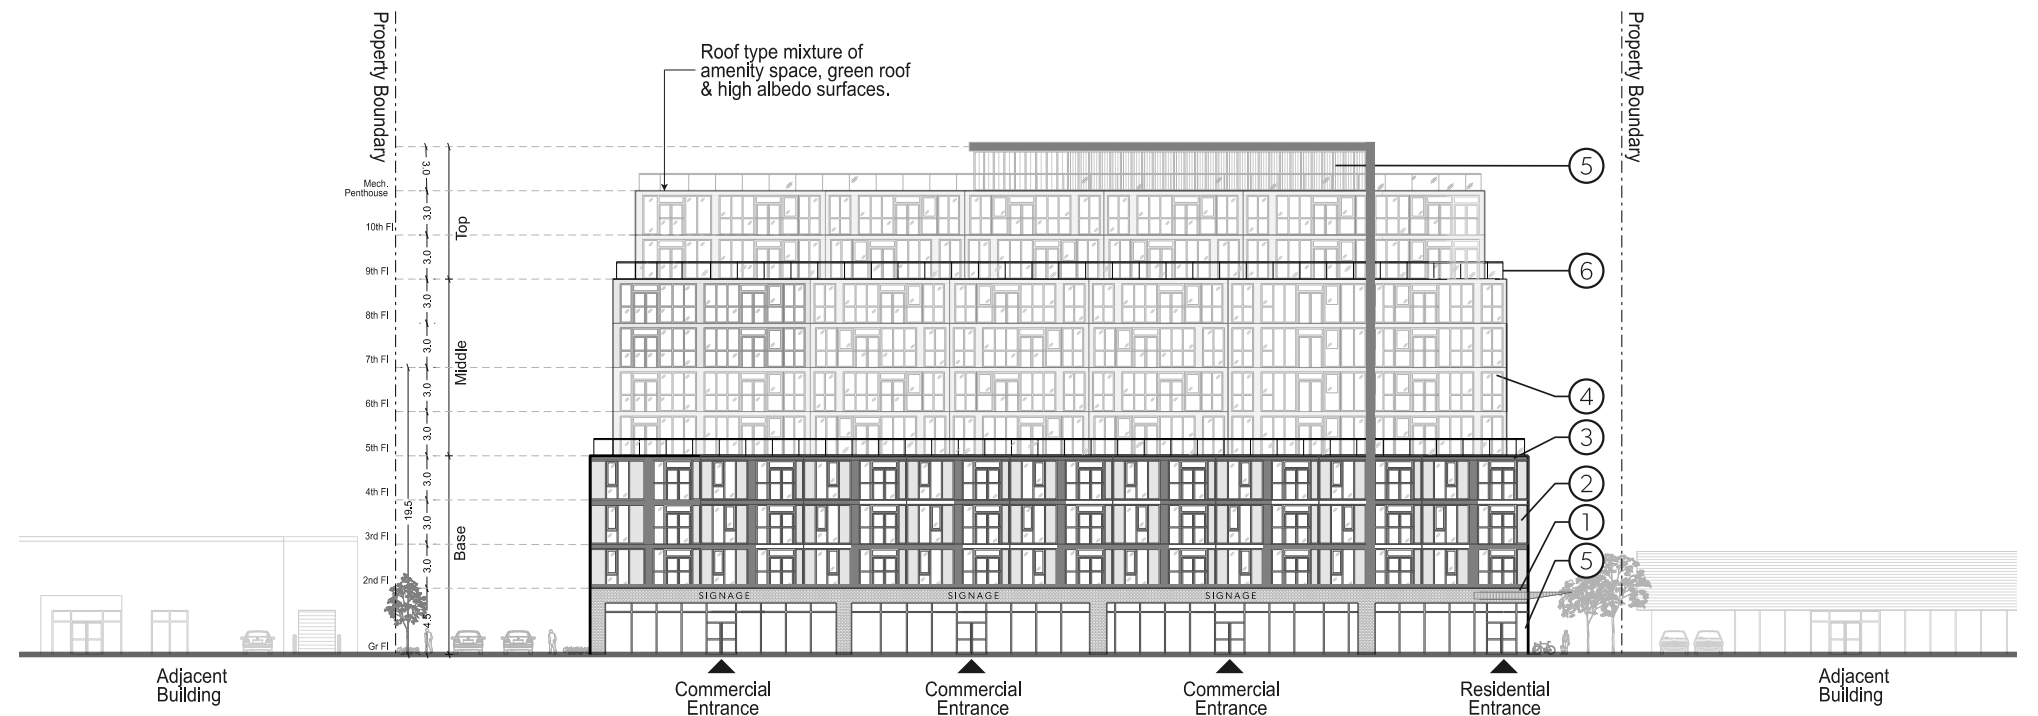 Property Boundary
Property Boundary
Roof type mixture of
amenity space, green roof
& high albedo surfaces.
Mech.
Penthouse
10th Fl
9th Fl
8th Fl
7th Fl
6th Fl
5th Fl
4th Fl
3rd Fl
2nd Fl
Gr Fl
3.0
3.0
3.0
3.0
3.0
3.0
3.0
3.0
3.0
3.0
4.5
19.5
Top
Middle
Base
5
6
4
3
2
1
5
SIGNAGE
SIGNAGE
SIGNAGE
Adjacent
Building
Commercial
Entrance
Commercial
Entrance
Commercial
Entrance
Residential
Entrance
Adjacent
Building